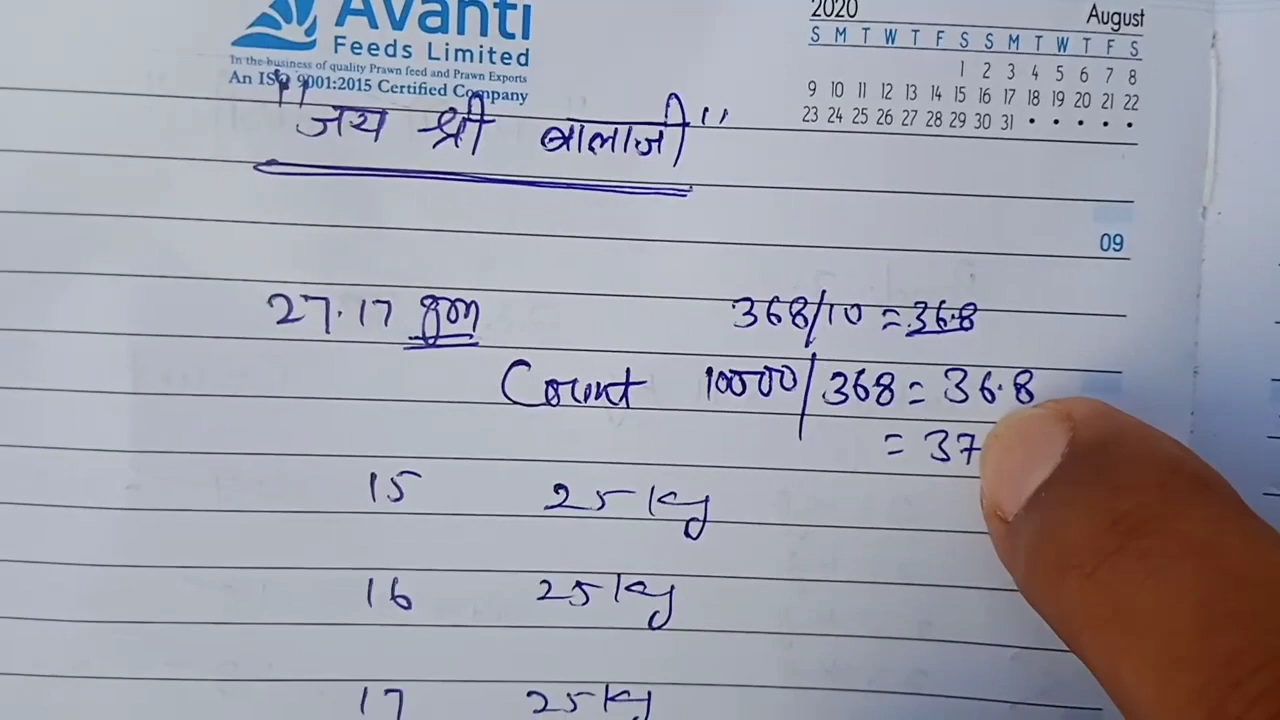 Avanti
Feeds Limited
In the business of quality Prawn feed and Prawn Exports
An ISO 9001:2015 Certified Company
2020 August
S M T W T F S S M T W T F S
1 2 3 4 5 6 7 8
9 10 11 12 13 14 15 16 17 18 19 20 21 22
23 24 25 26 27 28 29 30 31 • • • • •
"जय श्री बालाजी"
09
27.17 gm 368/10 = 36.8
Count 10000/368 = 36.8
= 37
15 25 kg
16 25 kg
17 25 kg